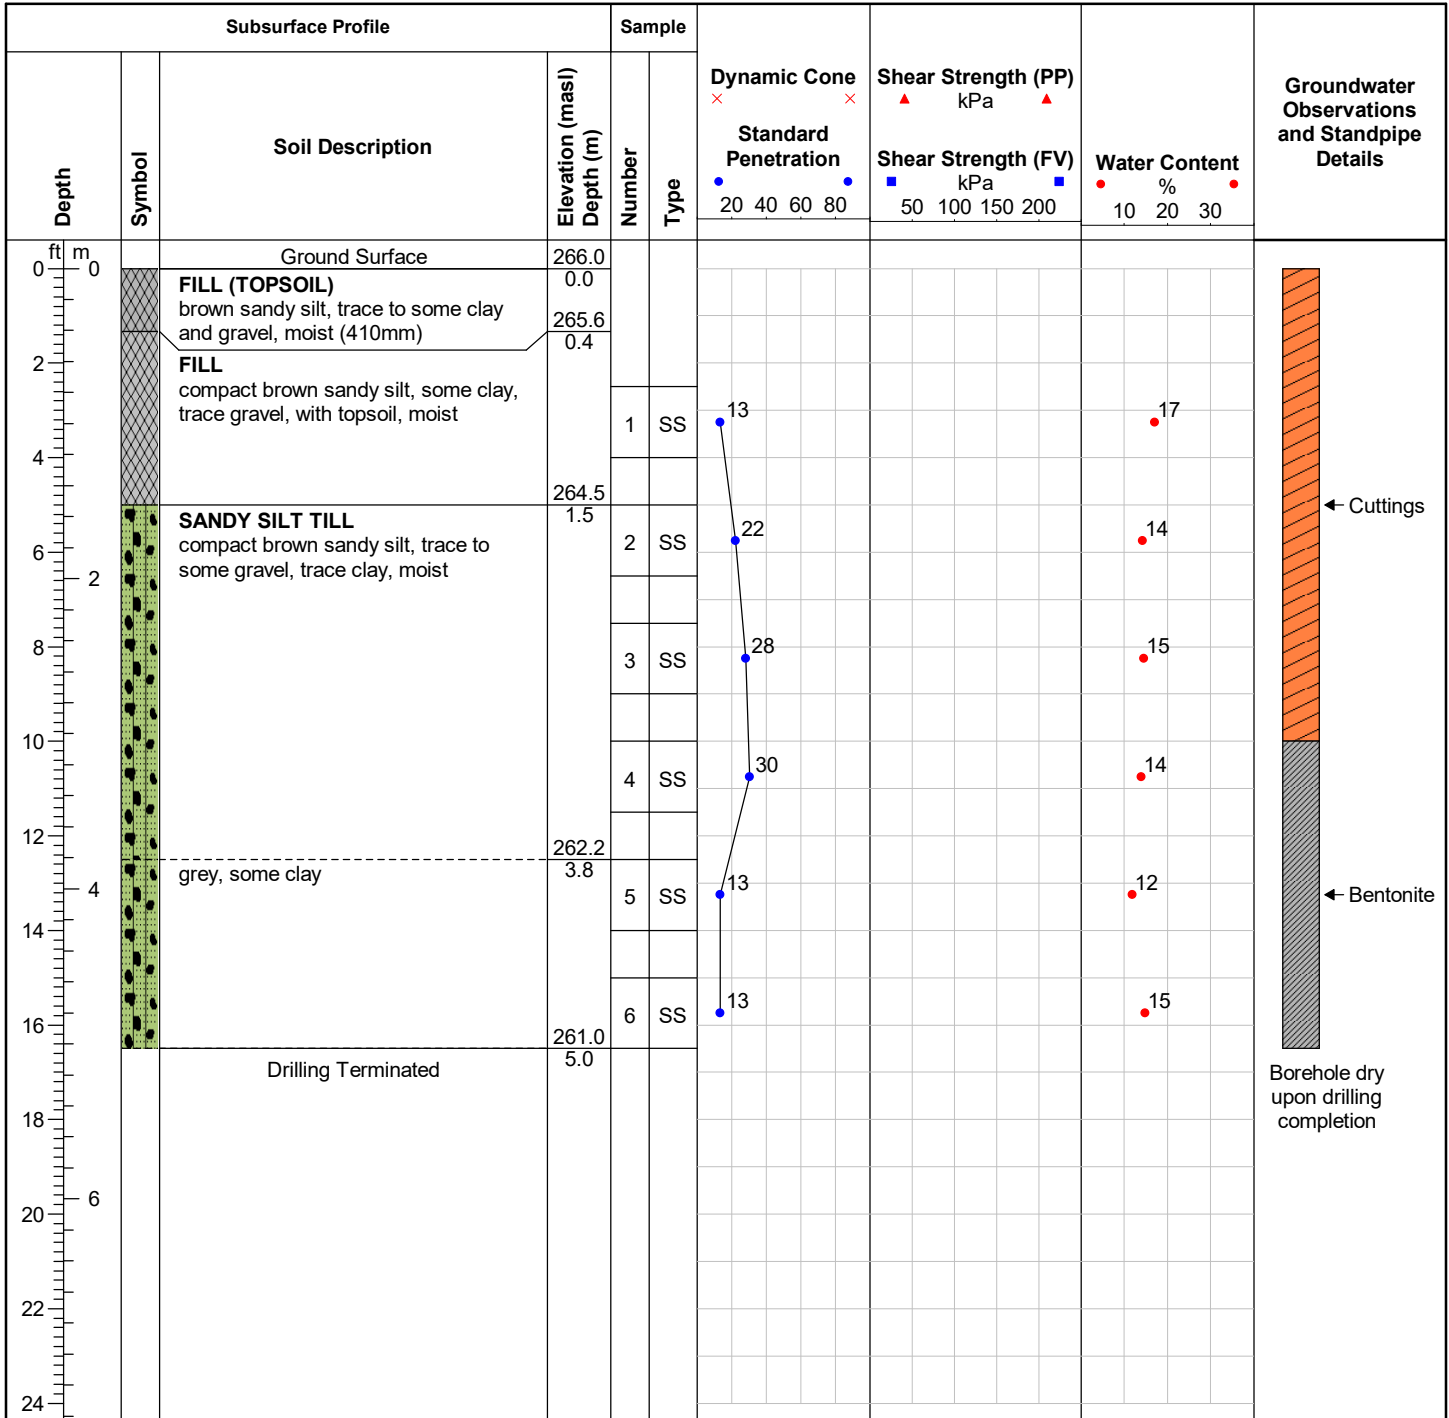 Subsurface Profile
Sample
Depth
Symbol
Soil Description
Elevation (masl)
Depth (m)
Number
Type
Dynamic Cone
Standard
Penetration
20 40 60 80
Shear Strength (PP)
kPa
Shear Strength (FV)
kPa
50 100 150 200
Water Content
%
10 20 30
Groundwater
Observations
and Standpipe
Details
ft m
Ground Surface
266.0
0 0
0.0
FILL (TOPSOIL)
brown sandy silt, trace to some clay
and gravel, moist (410mm)
265.6
0.4
2
FILL
compact brown sandy silt, some clay,
trace gravel, with topsoil, moist
1 SS
13
17
4
264.5
1.5
Cuttings
SANDY SILT TILL
compact brown sandy silt, trace to
some gravel, trace clay, moist
2 SS
22
14
6
2
8
3 SS
28
15
10
4 SS
30
14
12
262.2
3.8
grey, some clay
4
5 SS
13
12
Bentonite
14
6 SS
13
15
16
261.0
5.0
Drilling Terminated
Borehole dry
upon drilling
completion
18
6
20
22
24